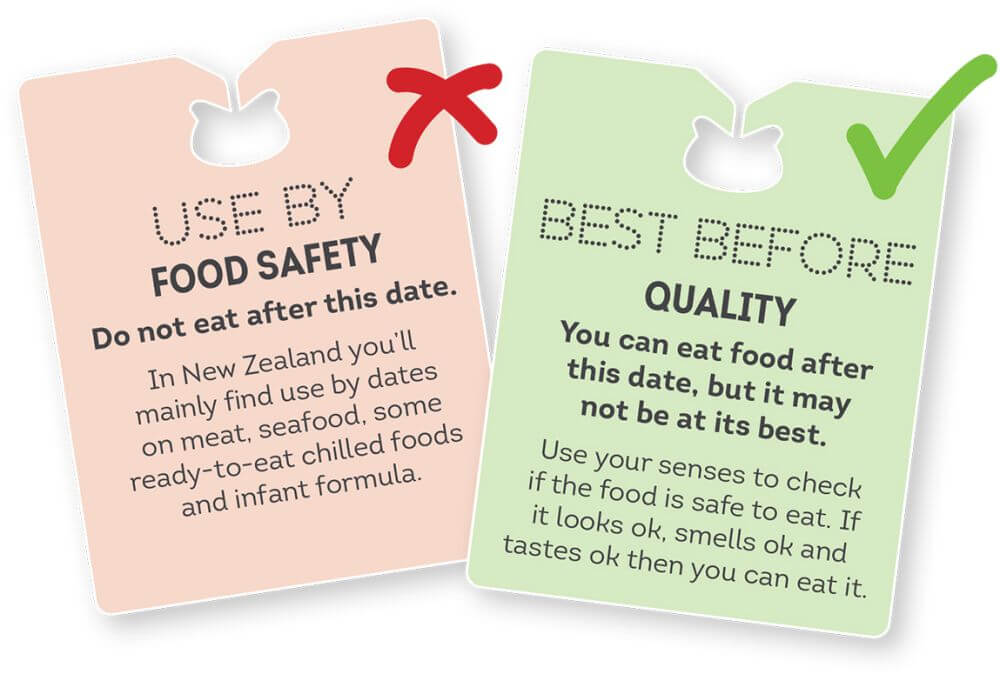 USE BY
FOOD SAFETY
Do not eat after this date.
In New Zealand you'll
mainly find use by dates
on meat, seafood, some
ready-to-eat chilled foods
and infant formula.
BEST BEFORE
QUALITY
You can eat food after
this date, but it may
not be at its best.
Use your senses to check
if the food is safe to eat. If
it looks ok, smells ok and
tastes ok then you can eat it.